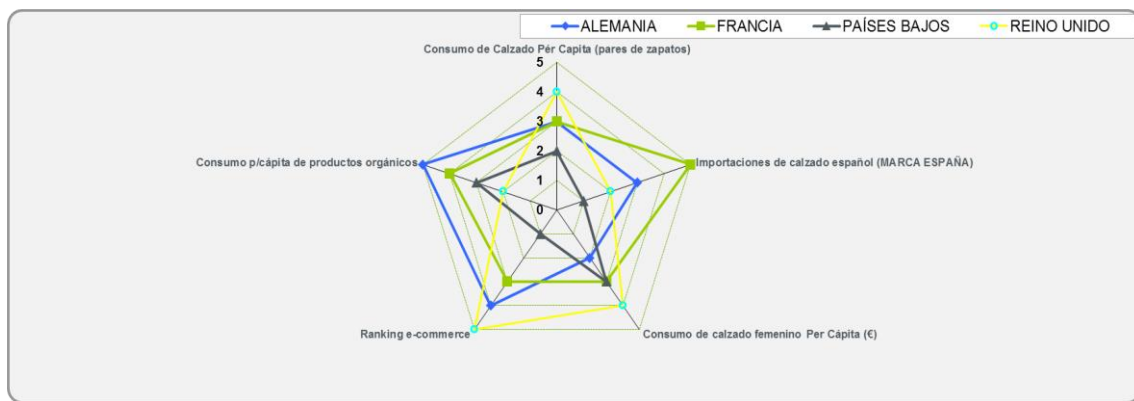 ALEMANIA FRANCIA PAÍSES BAJOS REINO UNIDO
Consumo de Calzado Pér Capita (pares de zapatos)
5
4
3
2
1
0
Consumo p/cápita de productos orgánicos
Importaciones de calzado español (MARCA ESPAÑA)
Ranking e-commerce
Consumo de calzado femenino Per Cápita (€)